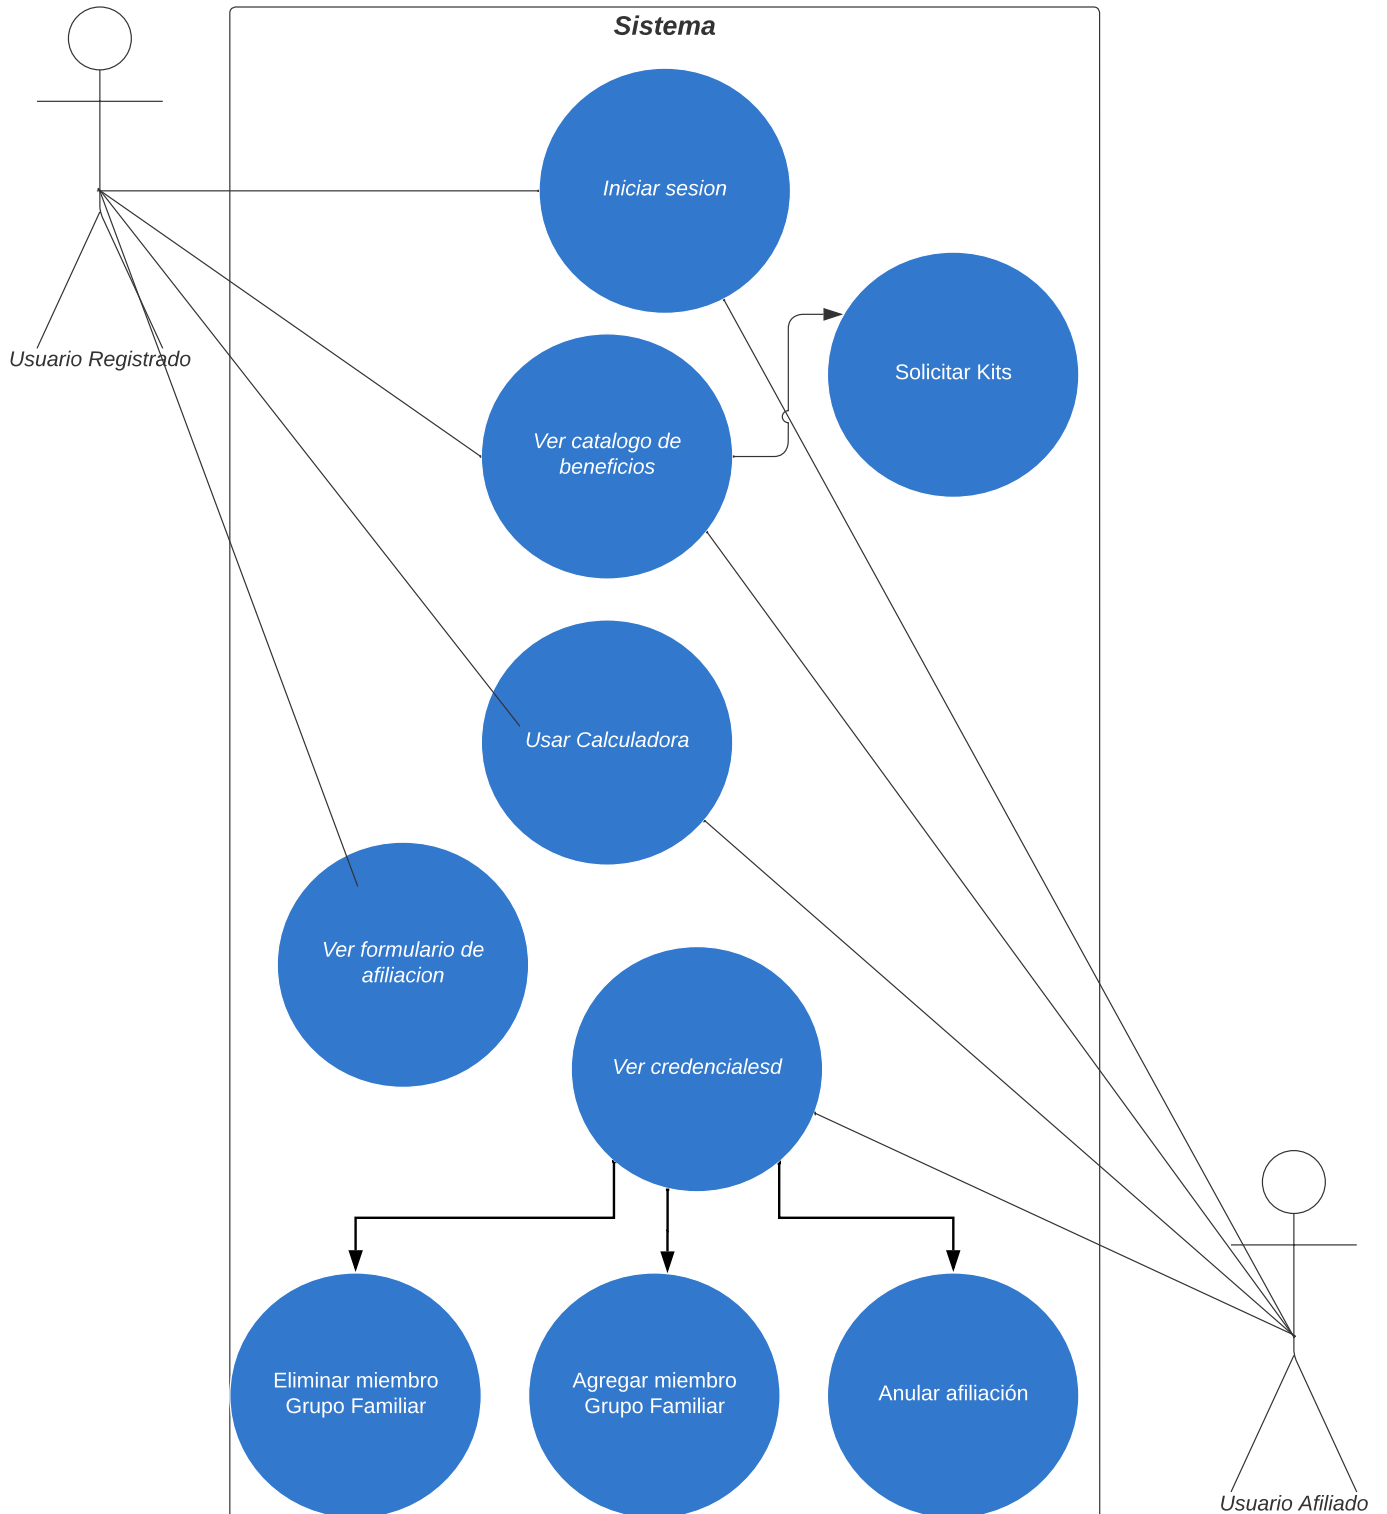 Sistema
Iniciar sesion
Usuario Registrado
Solicitar Kits
Ver catalogo de
beneficios
Usar Calculadora
Ver formulario de
afiliacion
Ver credencialesd
Eliminar miembro
Grupo Familiar
Agregar miembro
Grupo Familiar
Anular afiliación
Usuario Afiliado